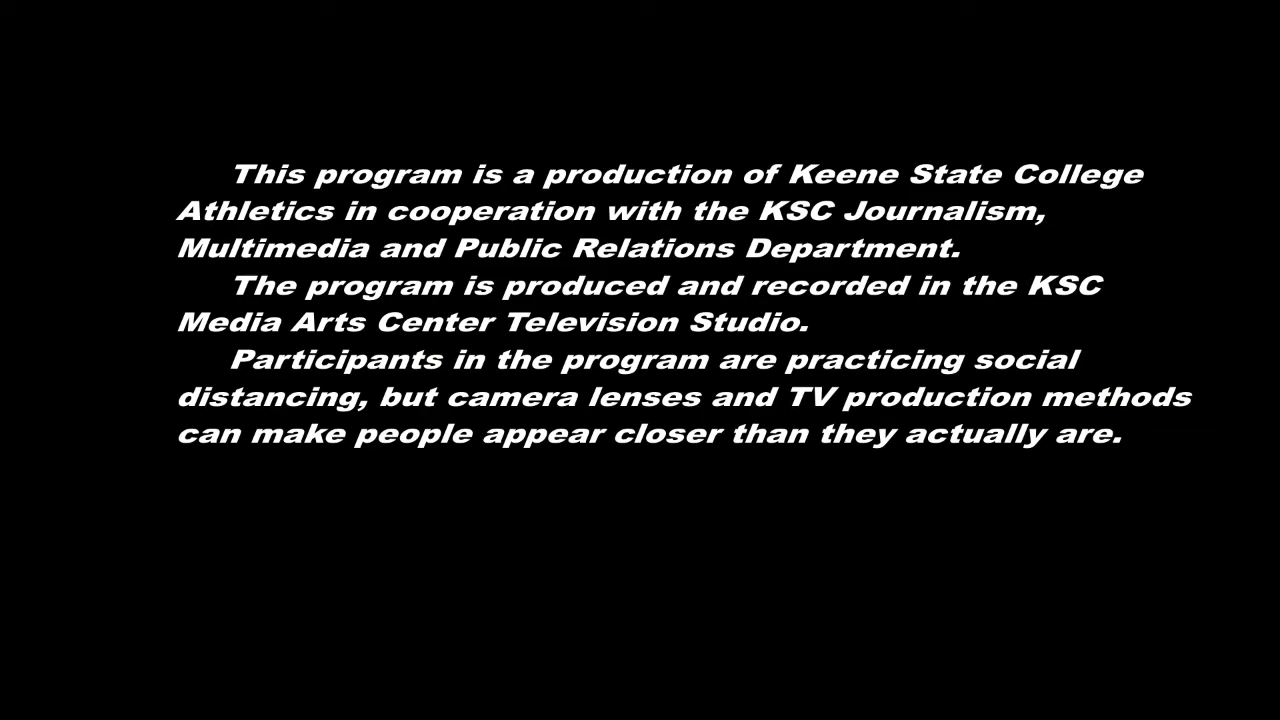 This program is a production of Keene State College
Athletics in cooperation with the KSC Journalism,
Multimedia and Public Relations Department.
The program is produced and recorded in the KSC
Media Arts Center Television Studio.
Participants in the program are practicing social
distancing, but camera lenses and TV production methods
can make people appear closer than they actually are.